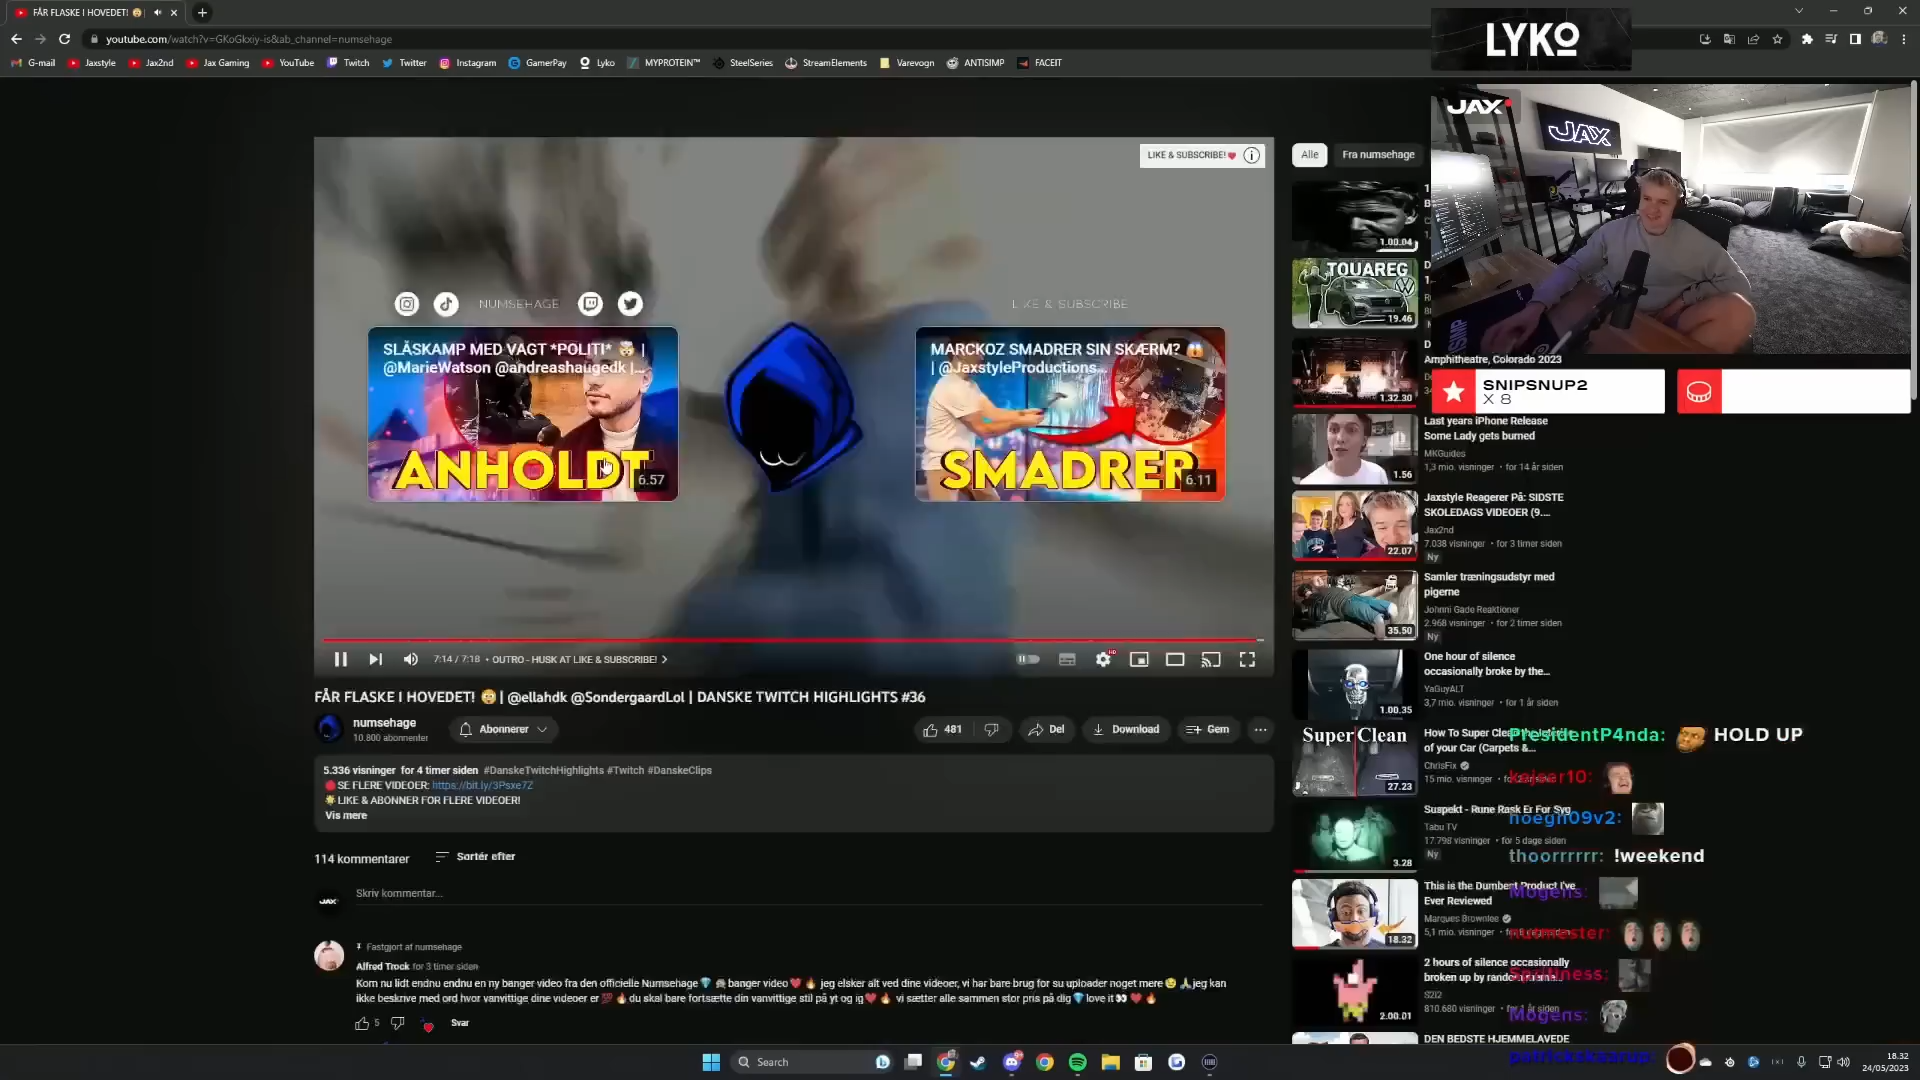 FÅR FLASKE I HOVEDET!
youtube.com/watch?v=GKoGkxiy-is&ab_channel=numsehage
G-mail Jaxstyle Jax2nd Jax Gaming YouTube Twitch Twitter Instagram GamerPay Lyko MYPROTEIN™ SteelSeries StreamElements Varevogn ANTISIMP FACEIT
LYKO
JAX
JAX
LIKE & SUBSCRIBE!
Alle Fra numsehage
NUMSEHAGE
LIKE & SUBSCRIBE
SLÅSKAMP MED VAGT *POLITI* 🤯 |
@MarieWatson @andreashaugedk |...
ANHOLDT
6.57
MARCKOZ SMADRER SIN SKÆRM? 😱
| @JaxstyleProductions...
SMADRER
6.11
7:14 / 7:18 • OUTRO - HUSK AT LIKE & SUBSCRIBE!
FÅR FLASKE I HOVEDET! 😳 | @ellahdk @SondergaardLol | DANSKE TWITCH HIGHLIGHTS #36
numsehage
10.800 abonnenter
Abonnerer
481
Del
Download
Gem
5.336 visninger for 4 timer siden #DanskeTwitchHighlights #Twitch #DanskeClips
SE FLERE VIDEOER: https://bit.ly/3Psxe7Z
LIKE & ABONNER FOR FLERE VIDEOER!
Vis mere
114 kommentarer Sortér efter
JAX
Skriv kommentar...
Fastgjort af numsehage
Alfred Trock for 3 timer siden
Kom nu lidt endnu endnu en ny banger video fra den officielle Numsehage 💎 banger video❤️ 🔥 jeg elsker alt ved dine videoer, vi har bare brug for su uploader noget mere 🙏jeg kan
ikke beskrive med ord hvor vanvittige dine videoer er 💯 🔥du skal bare fortsætte din vanvittige stil på yt og ig❤️ 🔥 vi sætter alle sammen stor pris på dig💎love it👀 ❤️ 🔥
5
Svar
1.00.04
TOUAREG
19.46
Amphitheatre, Colorado 2023
1.32.30
SNIPSNUP2
X 8
Last years iPhone Release
Some Lady gets burned
MKGuides
1,3 mio. visninger • for 14 år siden
1.56
Jaxstyle Reagerer På: SIDSTE
SKOLEDAGS VIDEOER (9....
Jax2nd
7.038 visninger • for 3 timer siden
Ny
22.07
Samler træningsudstyr med
pigerne
Johnni Gade Reaktioner
2.968 visninger • for 2 timer siden
Ny
35.50
One hour of silence
occasionally broke by the...
YaGuyALT
3,7 mio. visninger • for 1 år siden
1.00.35
Super Clean
27.23
How To Super Clean the
of your Car (Carpets &...
ChrisFix
15 mio. visninger
Suspekt - Rune Rask Er For Syg
Tabu TV
17.798 visninger • for 5 dage siden
Ny
3.28
This is the Dumbest Product I've
Ever Reviewed
Marques Brownlee
5,1 mio. visninger
18.32
2 hours of silence occasionally
broken up by random
810.680 visninger • for 1 år siden
2.00.01
DEN BEDSTE HJEMMELAVEDE
PresidentP4nda: HOLD UP
kejser10:
hoegh09v2:
thoorrrrrr: !weekend
Mogens:
Mogens:
Search
18.32
24/05/2023